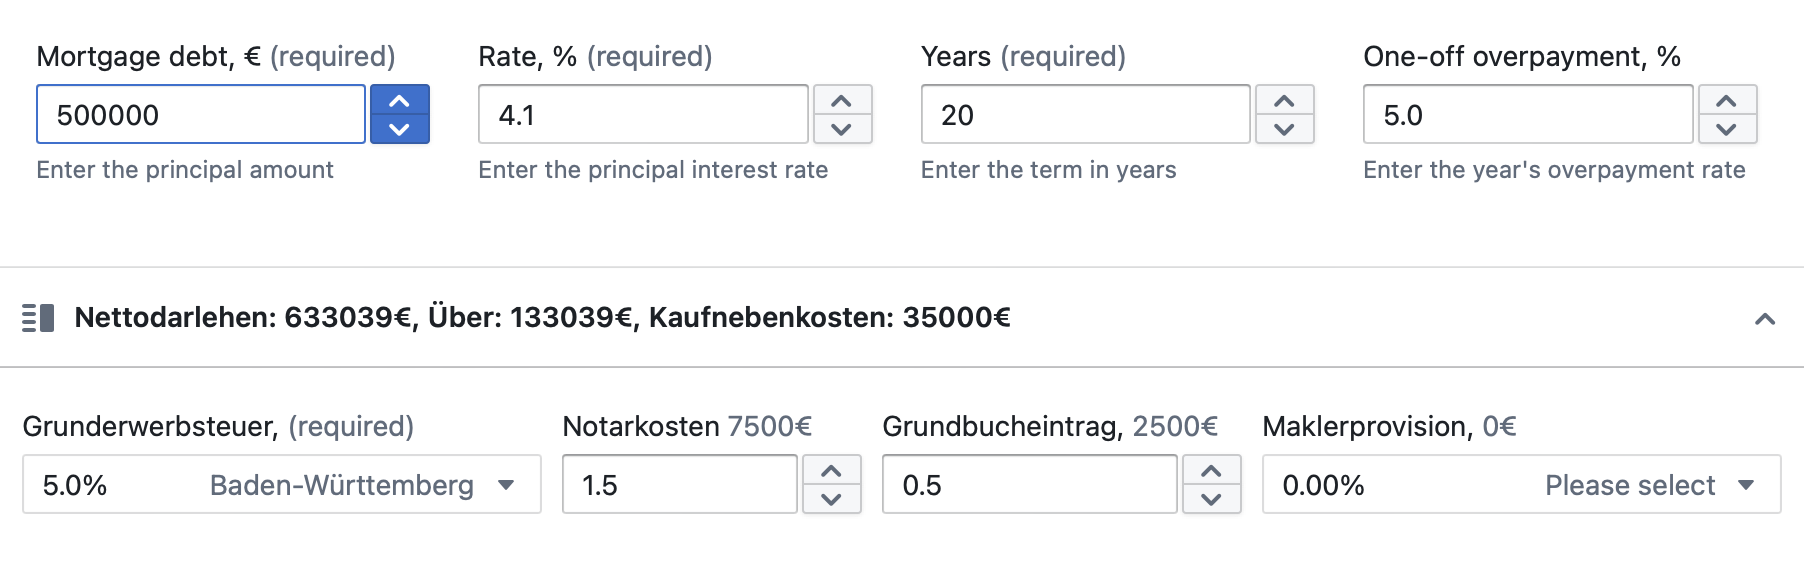 Mortgage debt, € (required) Rate, % (required) Years (required) One-off overpayment, %
500000 4.1 20 5.0
Enter the principal amount Enter the principal interest rate Enter the term in years Enter the year's overpayment rate
Nettodarlehen: 633039€, Über: 133039€, Kaufnebenkosten: 35000€
Grunderwerbsteuer, (required) Notarkosten 7500€ Grundbucheintrag, 2500€ Maklerprovision, 0€
5.0% Baden-Württemberg 1.5 0.5 0.00% Please select